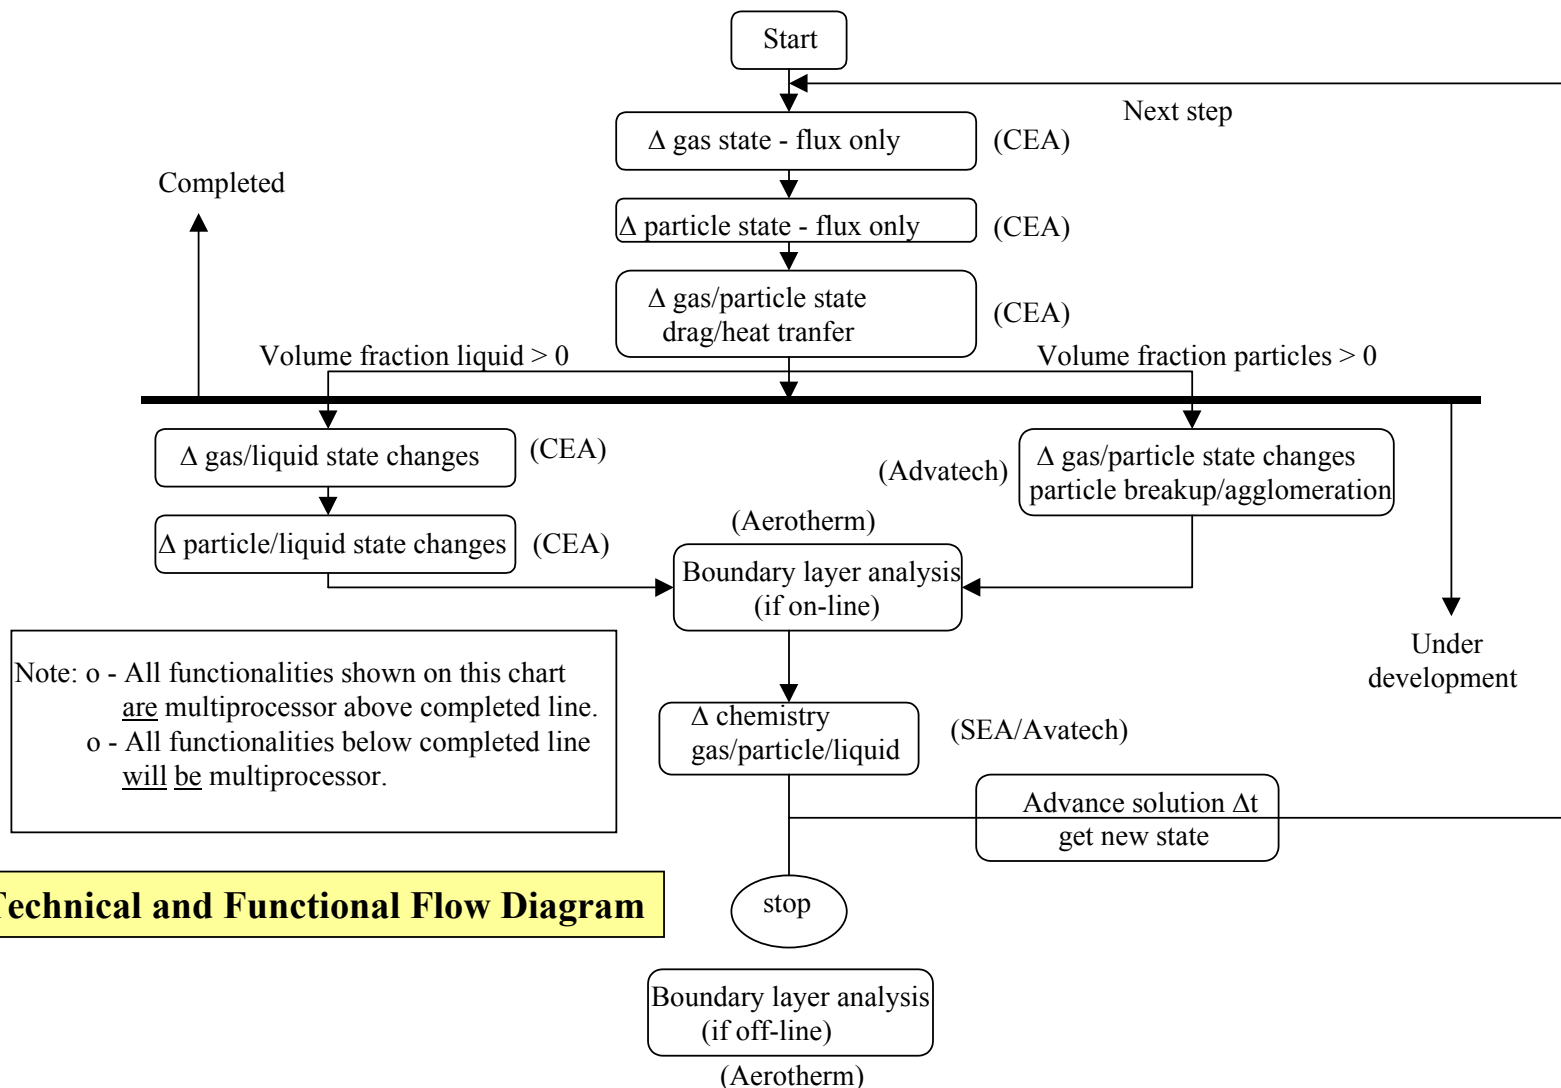 Start
Next step
Δ gas state - flux only
(CEA)
Completed
Δ particle state - flux only
(CEA)
Δ gas/particle state
drag/heat tranfer
(CEA)
Volume fraction liquid > 0
Volume fraction particles > 0
Δ gas/liquid state changes
(CEA)
(Advatech)
Δ gas/particle state changes
particle breakup/agglomeration
Δ particle/liquid state changes
(CEA)
(Aerotherm)
Boundary layer analysis
(if on-line)
Under
development
Note: o - All functionalities shown on this chart
are multiprocessor above completed line.
o - All functionalities below completed line
will be multiprocessor.
Δ chemistry
gas/particle/liquid
(SEA/Avatech)
Advance solution Δt
get new state
Technical and Functional Flow Diagram
stop
Boundary layer analysis
(if off-line)
(Aerotherm)